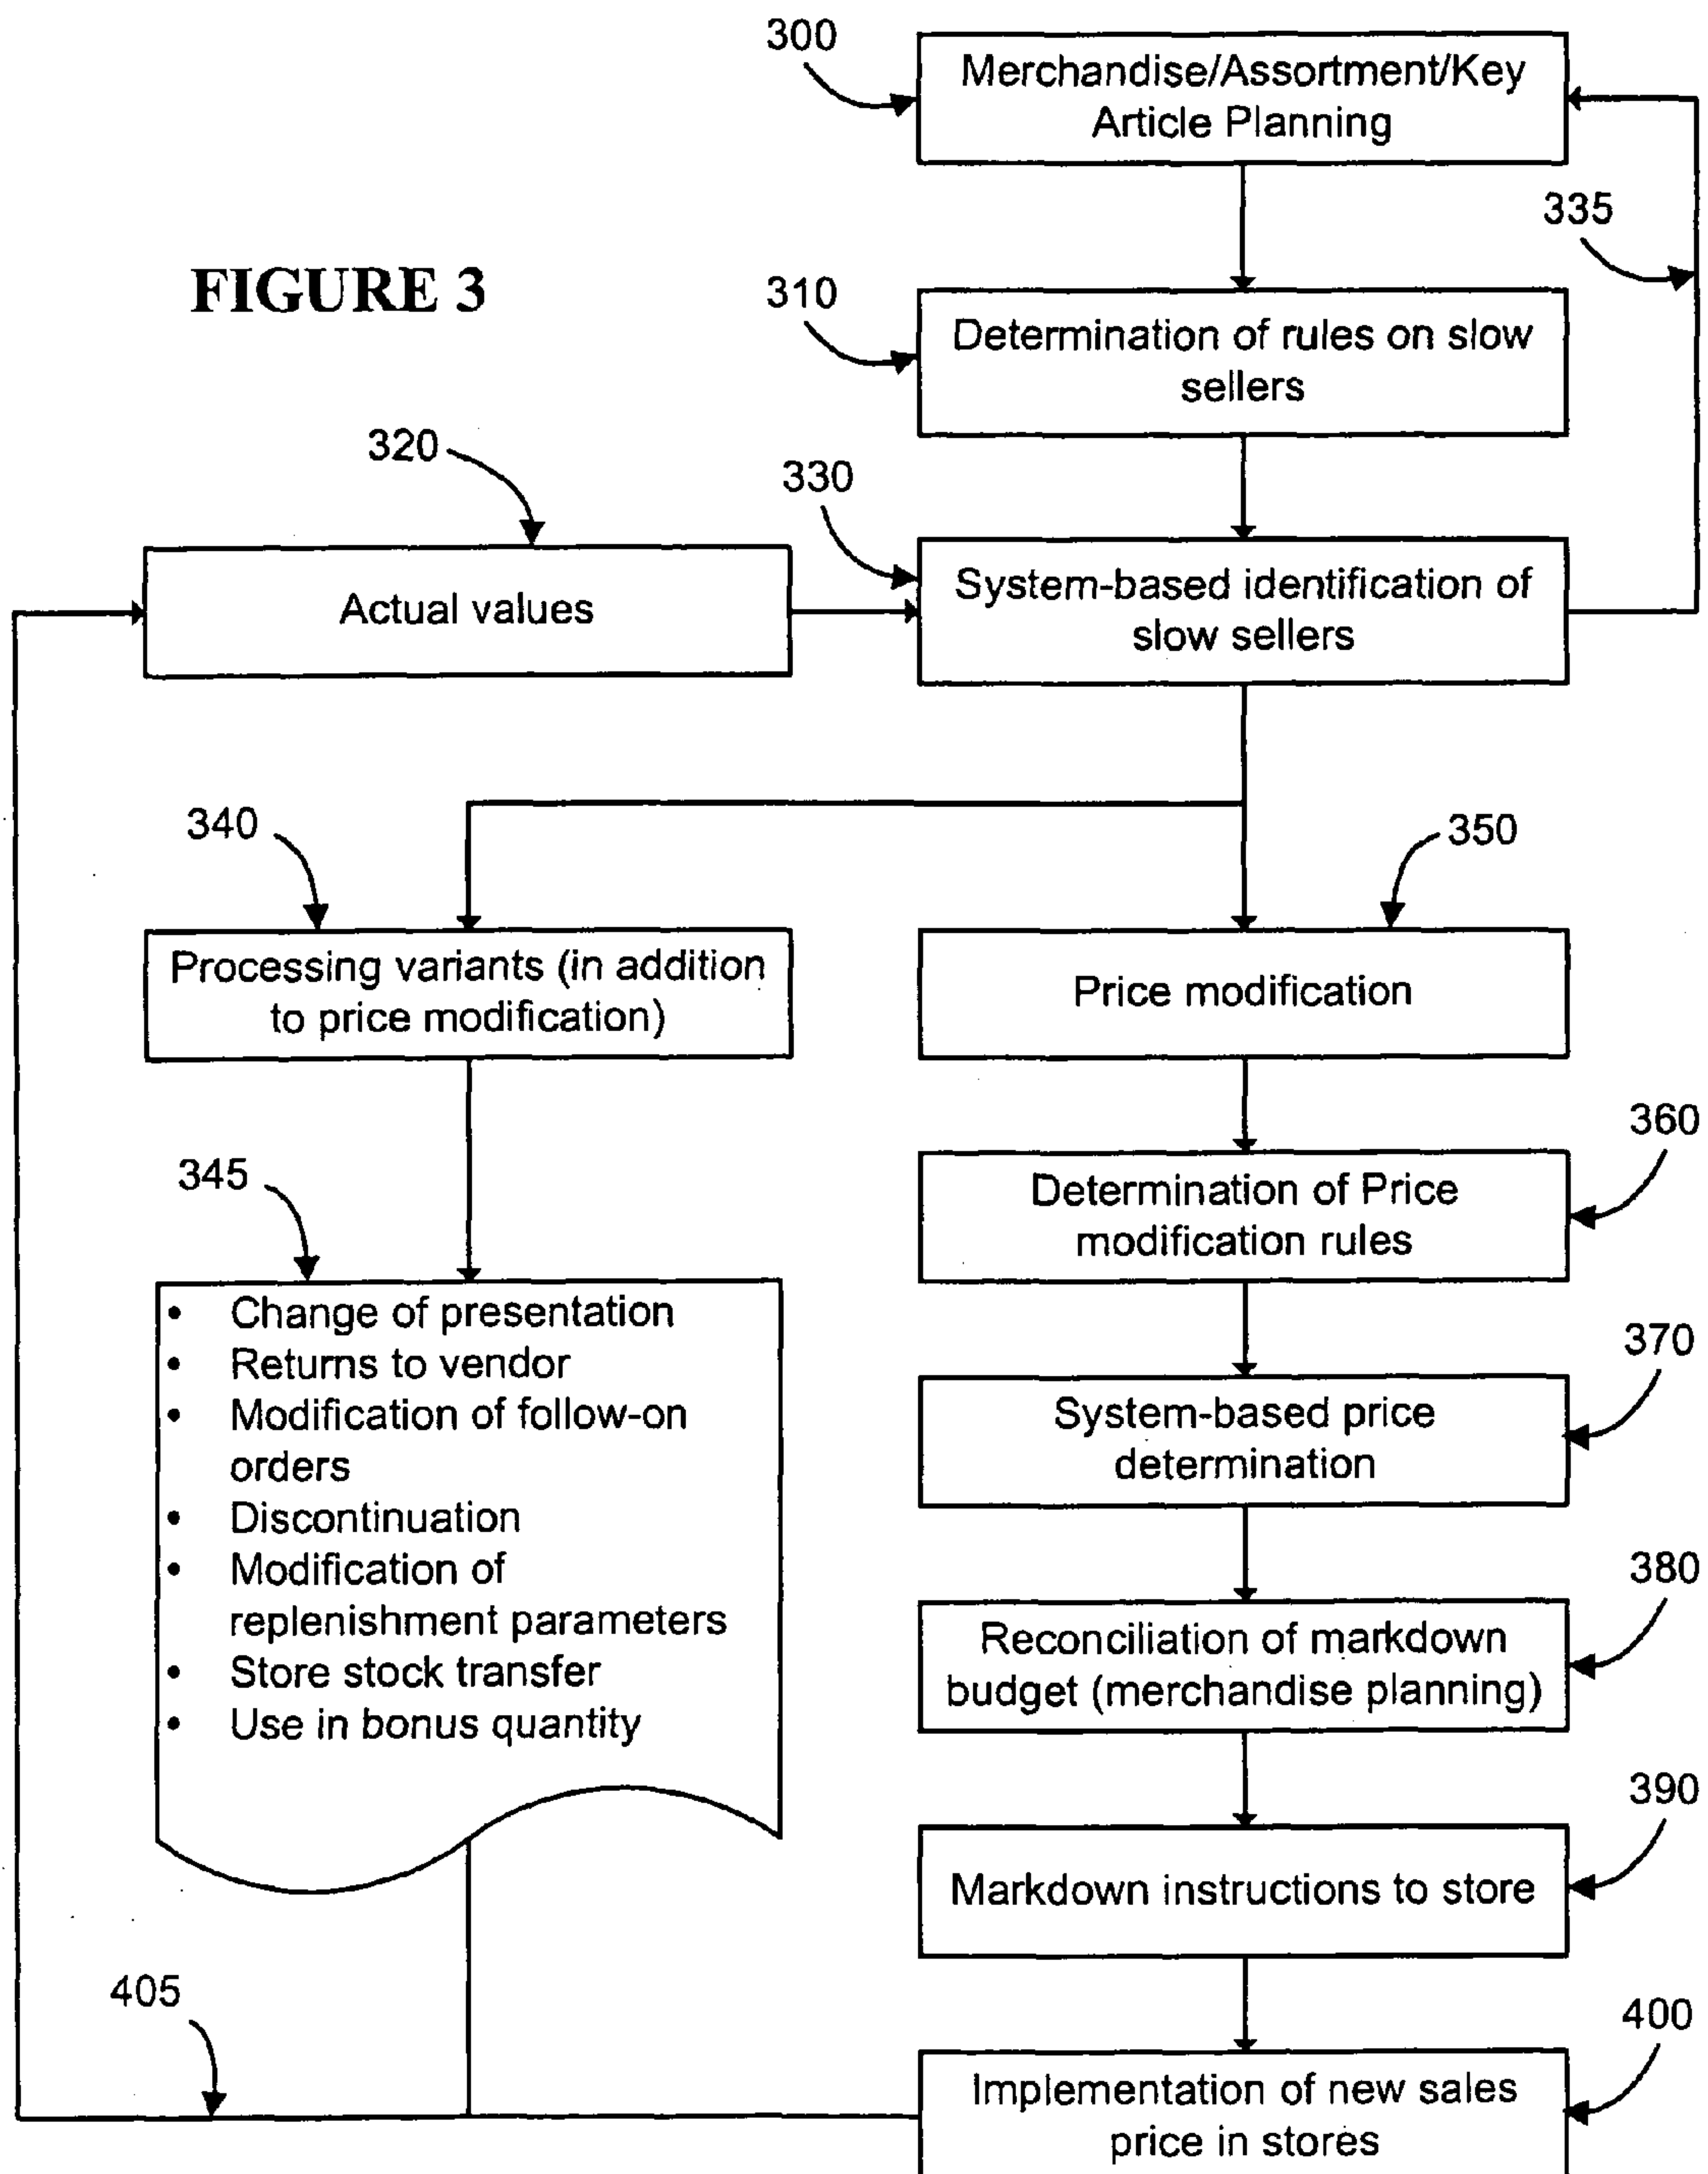 300
Merchandise/Assortment/Key
Article Planning
335
FIGURE 3
310
Determination of rules on slow
sellers
320
330
Actual values
System-based identification of
slow sellers
340
350
Processing variants (in addition
to price modification)
Price modification
360
345
Determination of Price
modification rules
• Change of presentation
• Returns to vendor
• Modification of follow-on
orders
• Discontinuation
• Modification of
replenishment parameters
• Store stock transfer
• Use in bonus quantity
370
System-based price
determination
380
Reconciliation of markdown
budget (merchandise planning)
390
Markdown instructions to store
405
400
Implementation of new sales
price in stores